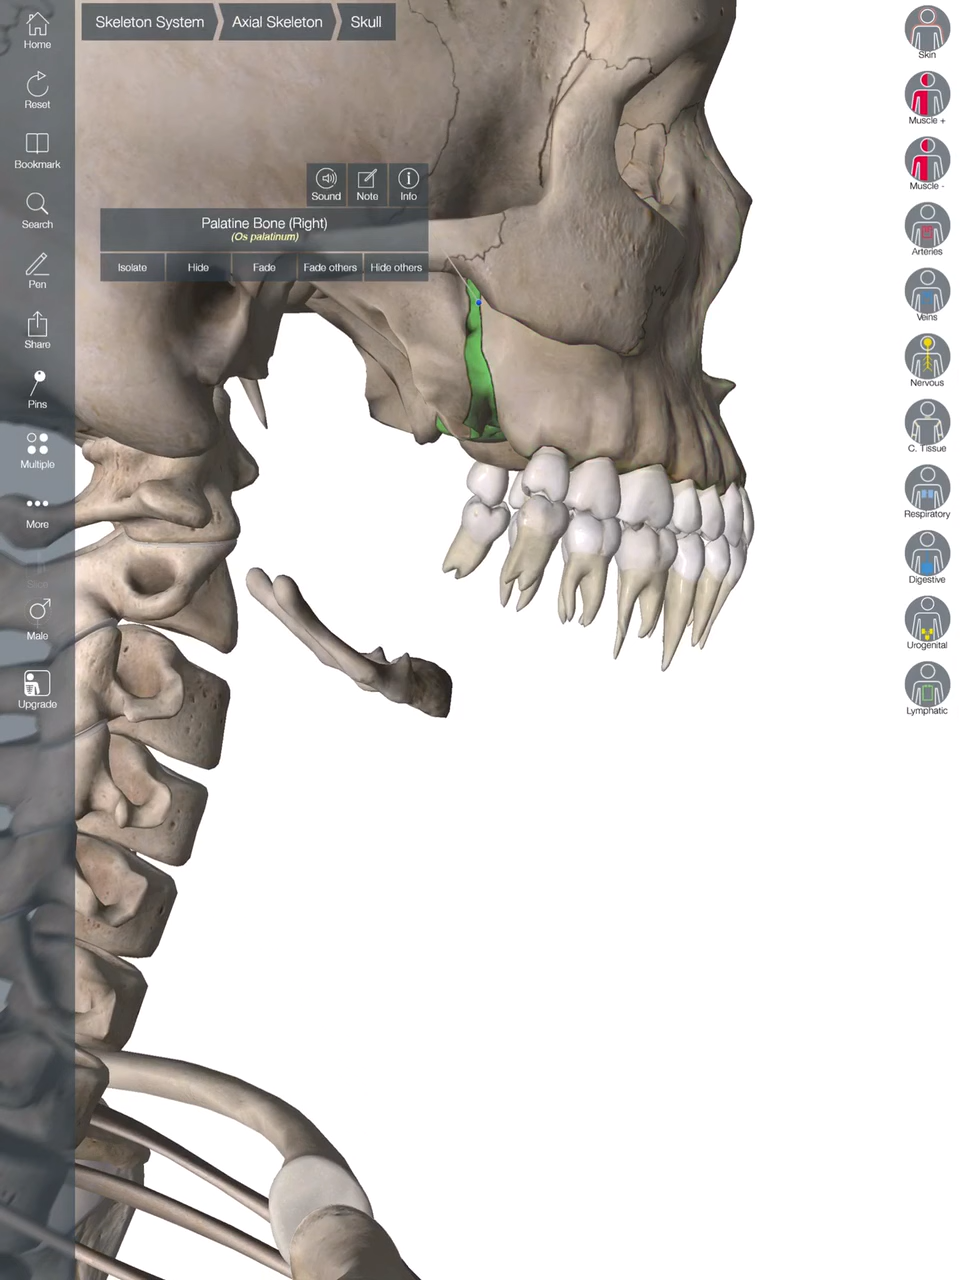 Skeleton System
Axial Skeleton
Skull
Home
Reset
Bookmark
Search
Pen
Share
Pins
Multiple
More
Size
Male
Upgrade
Sound
Note
Info
Palatine Bone (Right)
(Os palatinum)
Isolate
Hide
Fade
Fade others
Hide others
Skin
Muscle +
Muscle -
Arteries
Veins
Nervous
C. Tissue
Respiratory
Digestive
Urogenital
Lymphatic